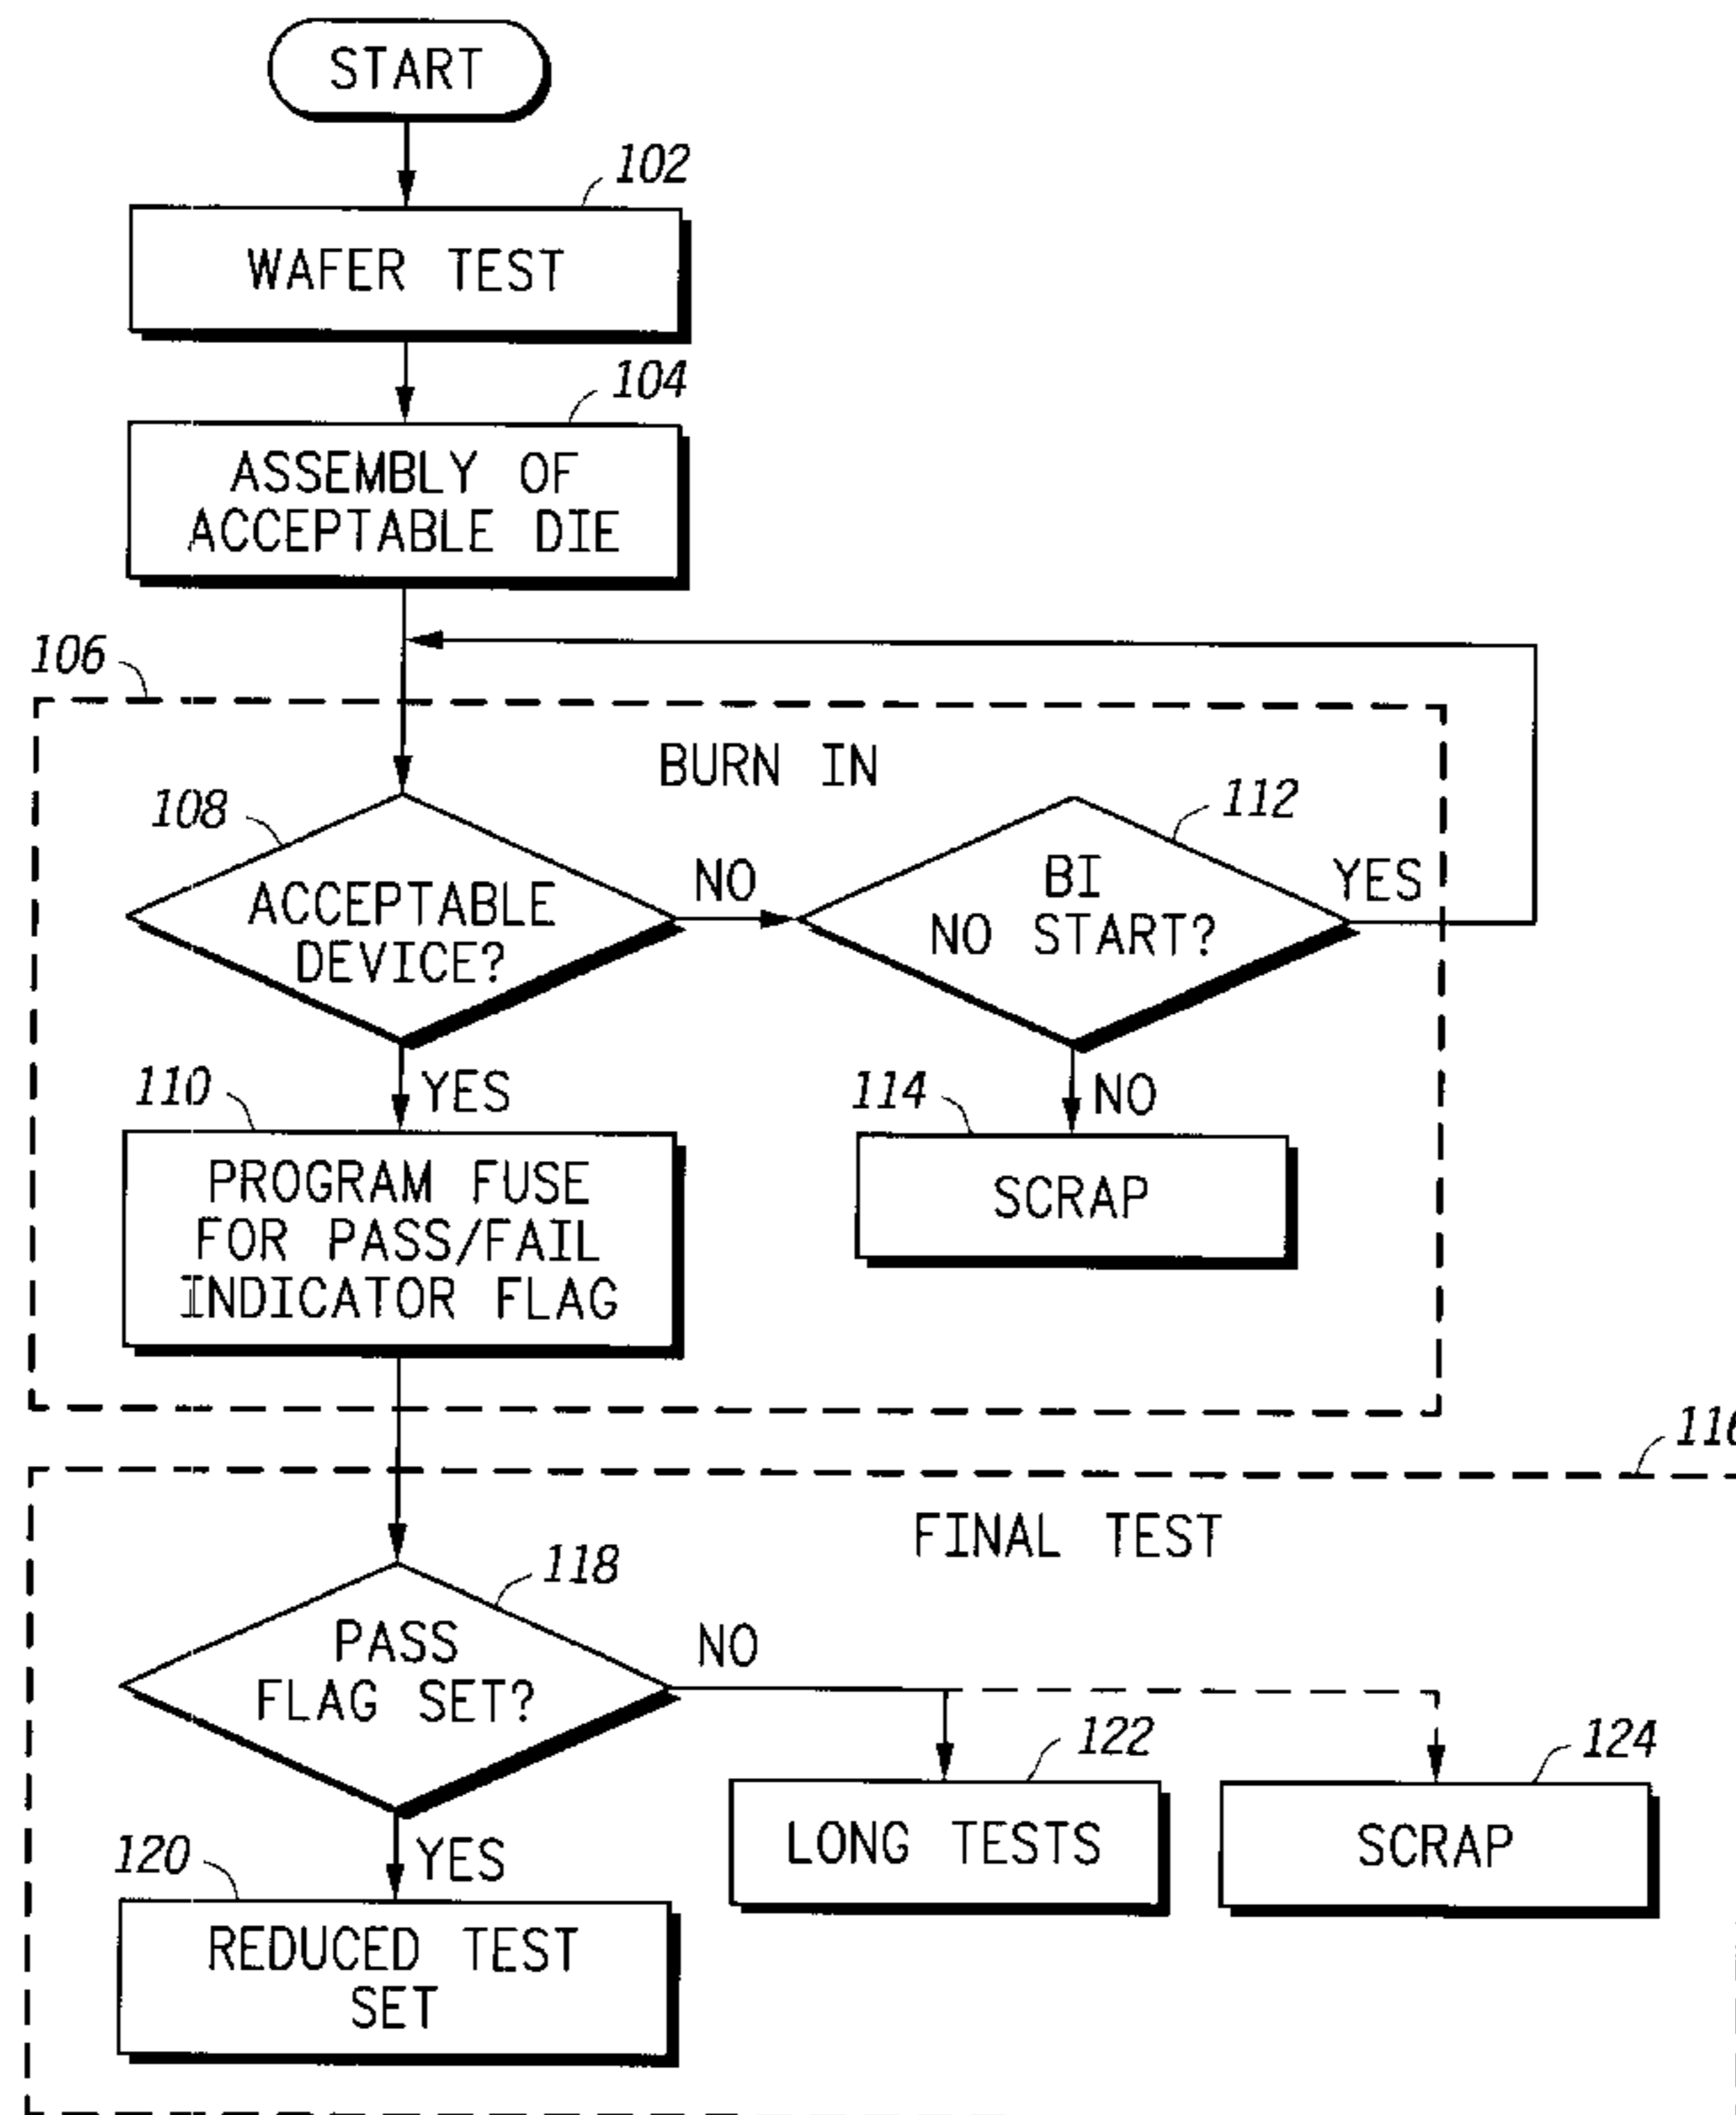 START
102
WAFER TEST
104
ASSEMBLY OF
ACCEPTABLE DIE
106
BURN IN
108
ACCEPTABLE
DEVICE?
NO
112
BI
NO START?
YES
YES
110
PROGRAM FUSE
FOR PASS/FAIL
INDICATOR FLAG
NO
114
SCRAP
FINAL TEST
118
PASS
FLAG SET?
NO
122
LONG TESTS
124
SCRAP
YES
120
REDUCED TEST
SET